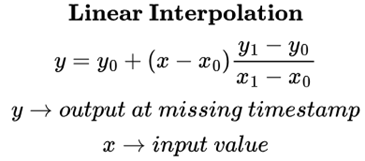 Linear Interpolation
y = y₀ + (x − x₀) (y₁ − y₀)/(x₁ − x₀)
y → output at missing timestamp
x → input value